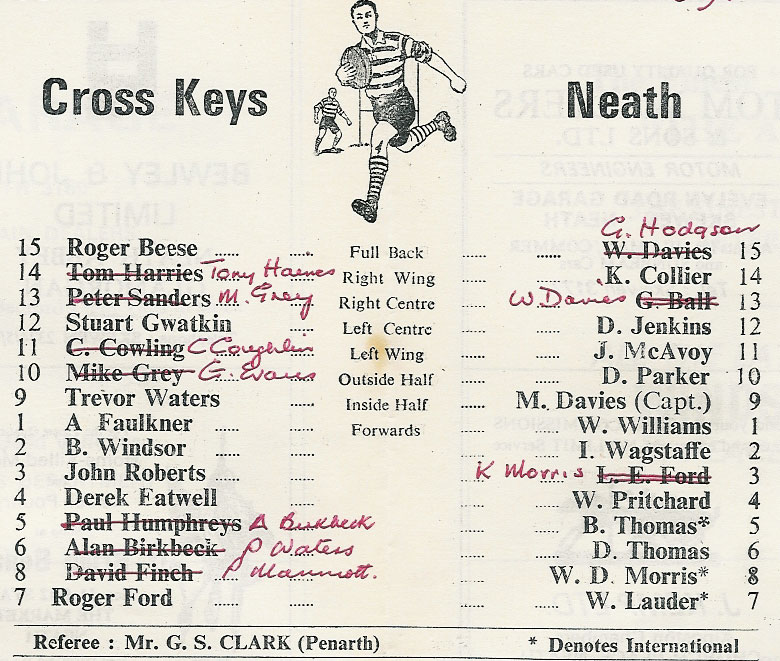 Cross Keys Neath
G. Hodgson
15 Roger Beese Full Back W. Davies 15
14 Tom Harries Tony Haines Right Wing K. Collier 14
13 Peter Sanders M. Grey Right Centre W Davies G. Ball 13
12 Stuart Gwatkin Left Centre D. Jenkins 12
11 C. Cowling C Coughlin Left Wing J. McAvoy 11
10 Mike Grey G. Evans Outside Half D. Parker 10
9 Trevor Waters Inside Half M. Davies (Capt.) 9
1 A Faulkner Forwards W. Williams 1
2 B. Windsor I. Wagstaffe 2
3 John Roberts K Morris L. E. Ford 3
4 Derek Eatwell W. Pritchard 4
5 Paul Humphreys A Birkbeck B. Thomas* 5
6 Alan Birkbeck P Waters D. Thomas 6
8 David Finch P Marmott. W. D. Morris* 8
7 Roger Ford W. Lauder* 7
Referee : Mr. G. S. CLARK (Penarth) * Denotes International